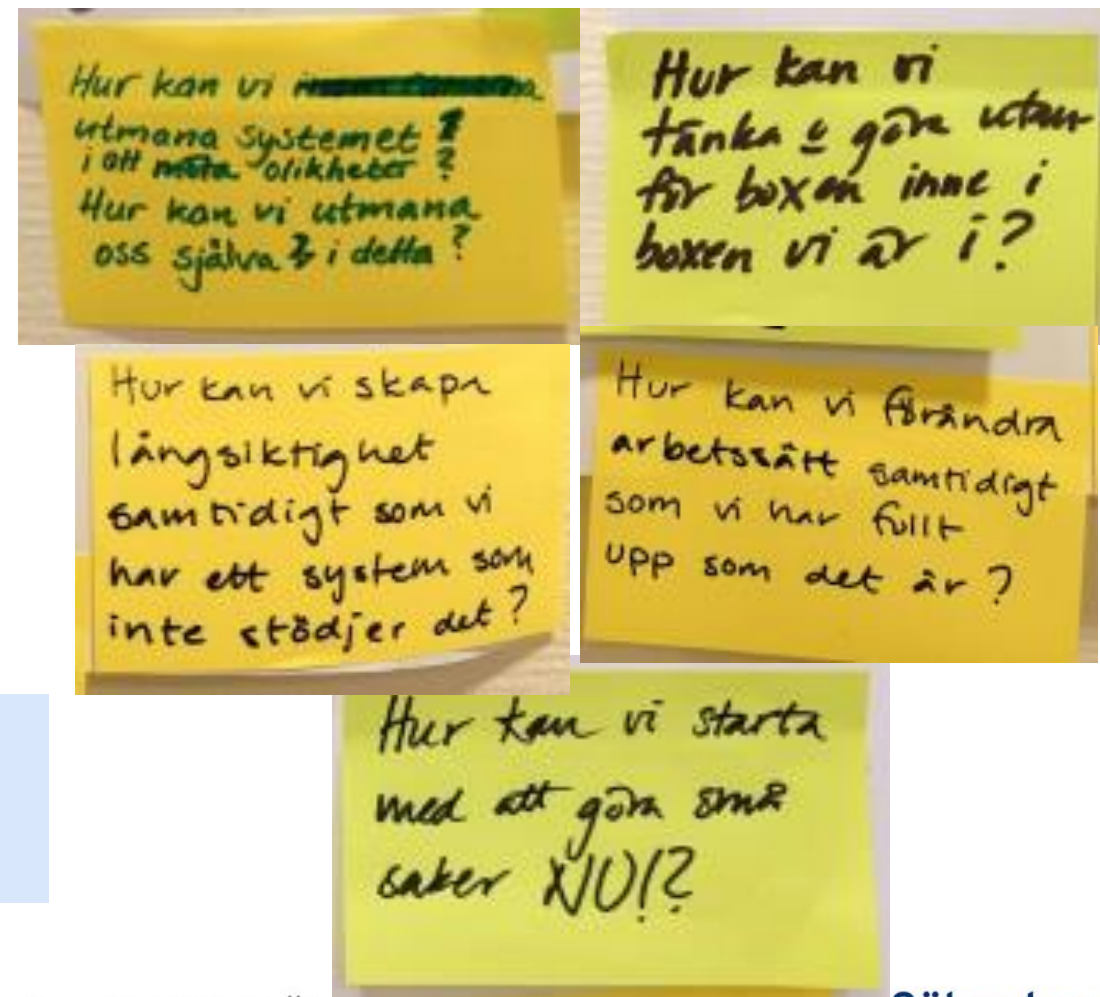 Hur kan vi
utmana systemet ?
i att möta olikheter ?
Hur kan vi utmana
oss själva ? i detta ?
Hur kan vi
tänka & göra utan
för boxen inne i
boxen vi är i ?
Hur kan vi skapa
långsiktighet
samtidigt som vi
har ett system som
inte stödjer det ?
Hur kan vi förändra
arbetssätt samtidigt
som vi har fullt
upp som det är ?
Hur kan vi starta
med att göra små
saker NU!?